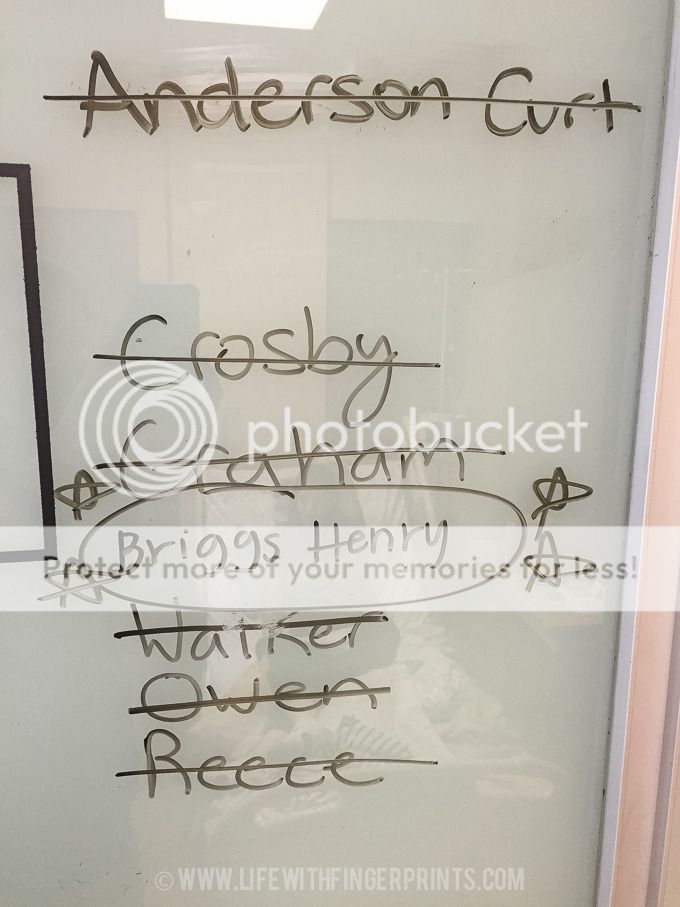 Anderson Curt
Crosby
Graham
photobucket
Briggs Henry
Protect more of your memories for less!
Walker
Owen
Reece
© WWW.LIFEWITHFINGERPRINTS.COM